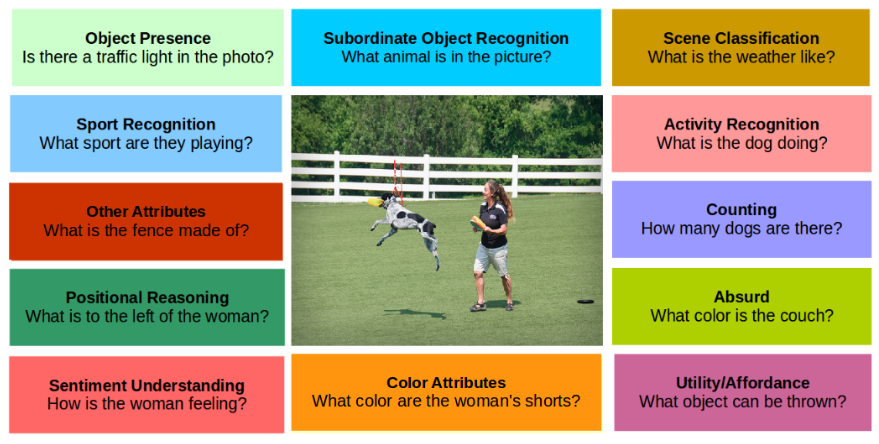 Object Presence
Is there a traffic light in the photo?
Subordinate Object Recognition
What animal is in the picture?
Scene Classification
What is the weather like?
Sport Recognition
What sport are they playing?
Activity Recognition
What is the dog doing?
Other Attributes
What is the fence made of?
Counting
How many dogs are there?
Positional Reasoning
What is to the left of the woman?
Absurd
What color is the couch?
Sentiment Understanding
How is the woman feeling?
Color Attributes
What color are the woman's shorts?
Utility/Affordance
What object can be thrown?